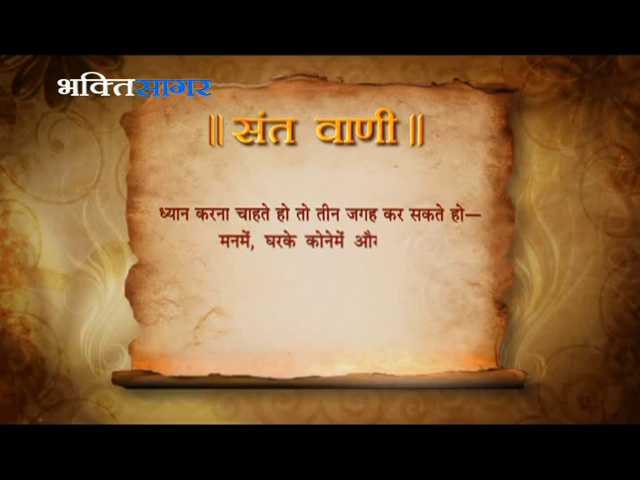 भक्तिसागर
॥ संत वाणी ॥
ध्यान करना चाहते हो तो तीन जगह कर सकते हो—
मनमें, घरके कोनेमें और